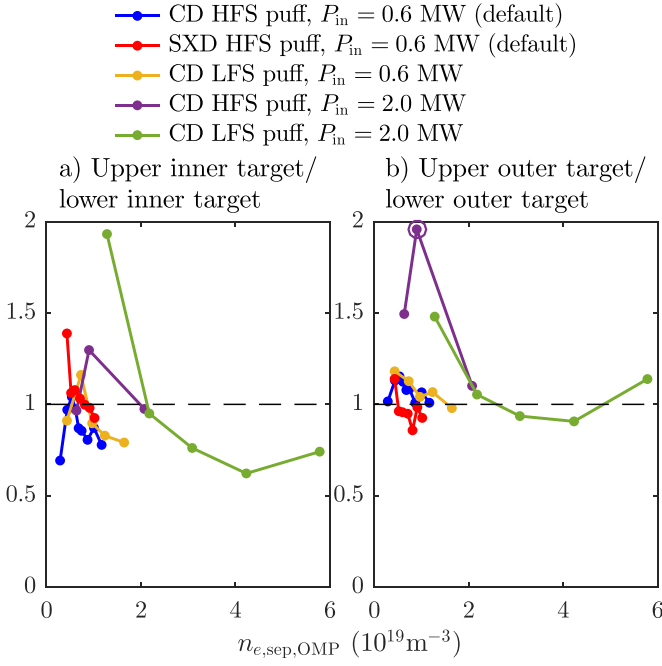 CD HFS puff, P_in = 0.6 MW (default)
SXD HFS puff, P_in = 0.6 MW (default)
CD LFS puff, P_in = 0.6 MW
CD HFS puff, P_in = 2.0 MW
CD LFS puff, P_in = 2.0 MW
a) Upper inner target/
lower inner target
b) Upper outer target/
lower outer target
2
1.5
1
0.5
0
0 2 4 6
2
1.5
1
0.5
0
0 2 4 6
n_e,sep,OMP (10^19 m^−3)